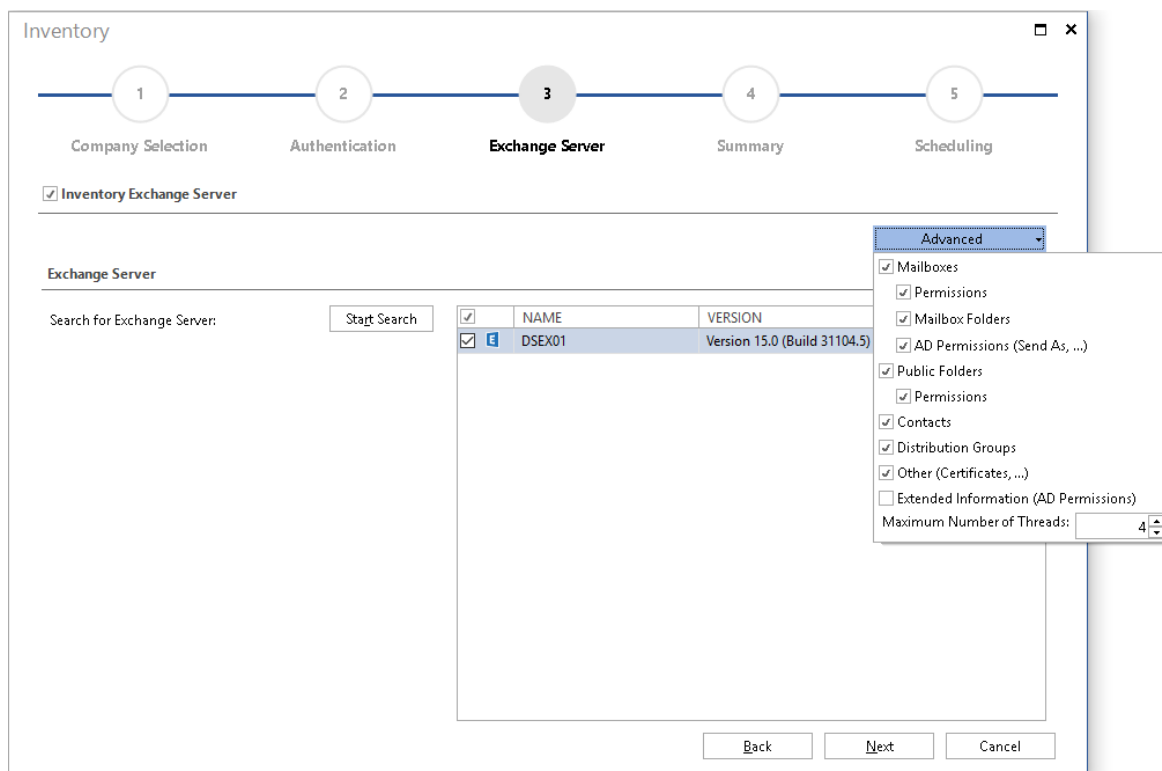 Inventory
1
2
3
4
5
Company Selection
Authentication
Exchange Server
Summary
Scheduling
Inventory Exchange Server
Advanced
Mailboxes
Permissions
Mailbox Folders
AD Permissions (Send As, ...)
Public Folders
Permissions
Contacts
Distribution Groups
Other (Certificates, ...)
Extended Information (AD Permissions)
Maximum Number of Threads: 4
Exchange Server
Search for Exchange Server:
Start Search
NAME VERSION
DSEX01 Version 15.0 (Build 31104.5)
Back
Next
Cancel